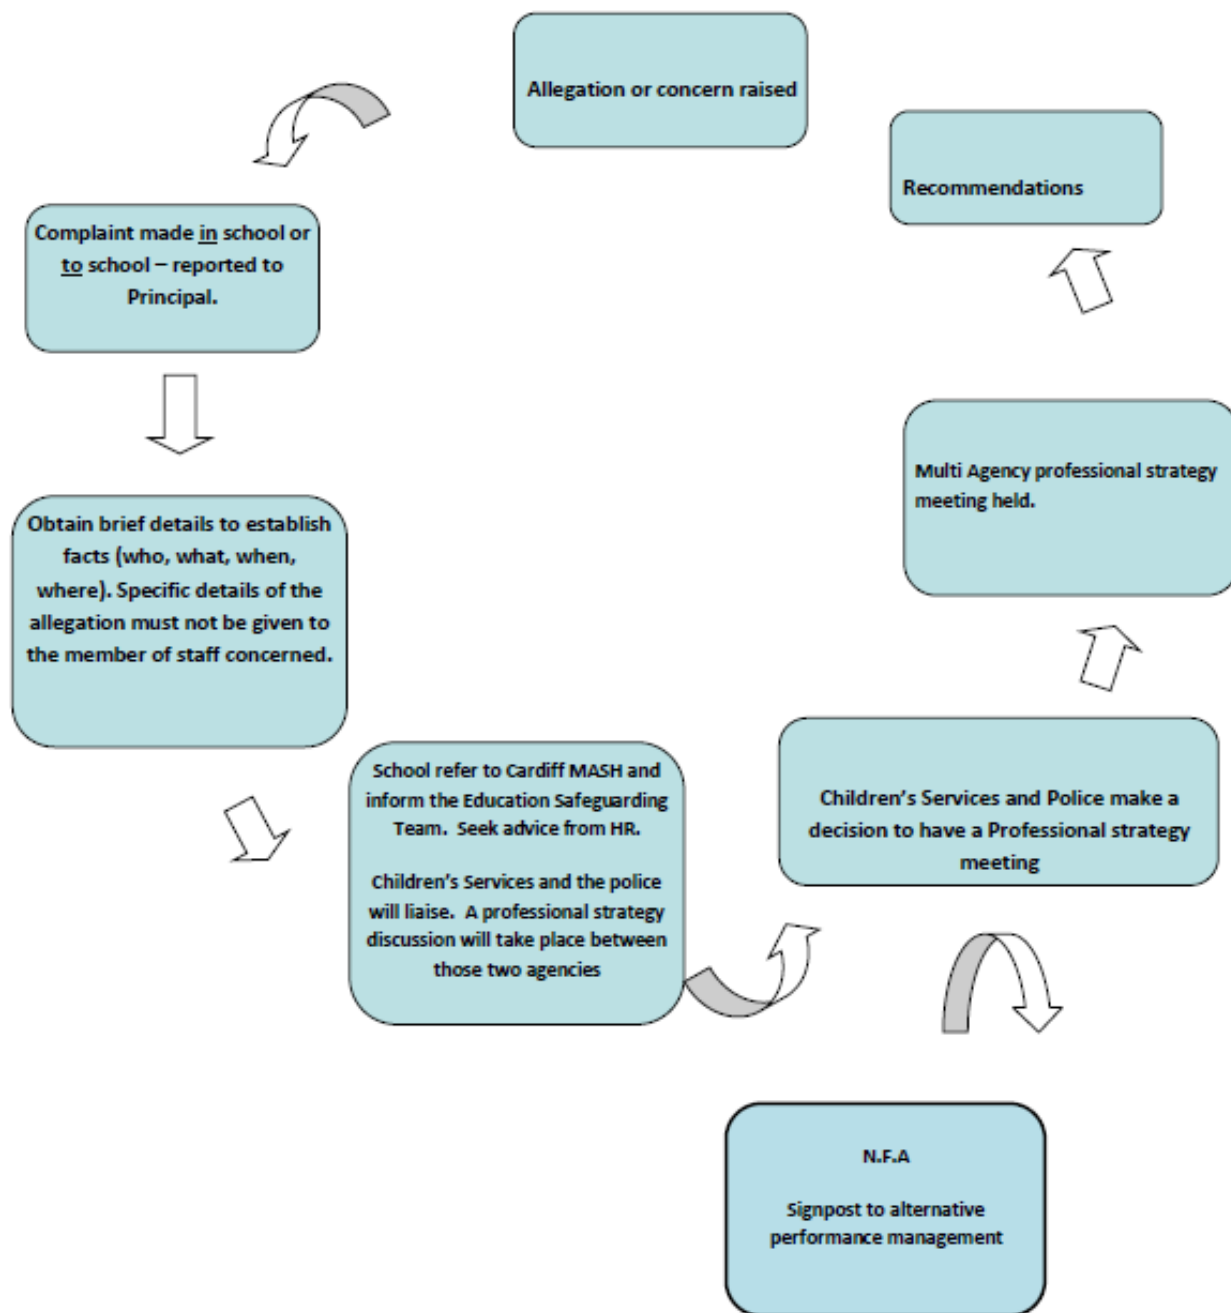 Allegation or concern raised
Complaint made in school or
to school – reported to
Principal.
Obtain brief details to establish
facts (who, what, when,
where). Specific details of the
allegation must not be given to
the member of staff concerned.
School refer to Cardiff MASH and
inform the Education Safeguarding
Team. Seek advice from HR.
Children’s Services and the police
will liaise. A professional strategy
discussion will take place between
those two agencies
Children’s Services and Police make a
decision to have a Professional strategy
meeting
N.F.A
Signpost to alternative
performance management
Multi Agency professional strategy
meeting held.
Recommendations